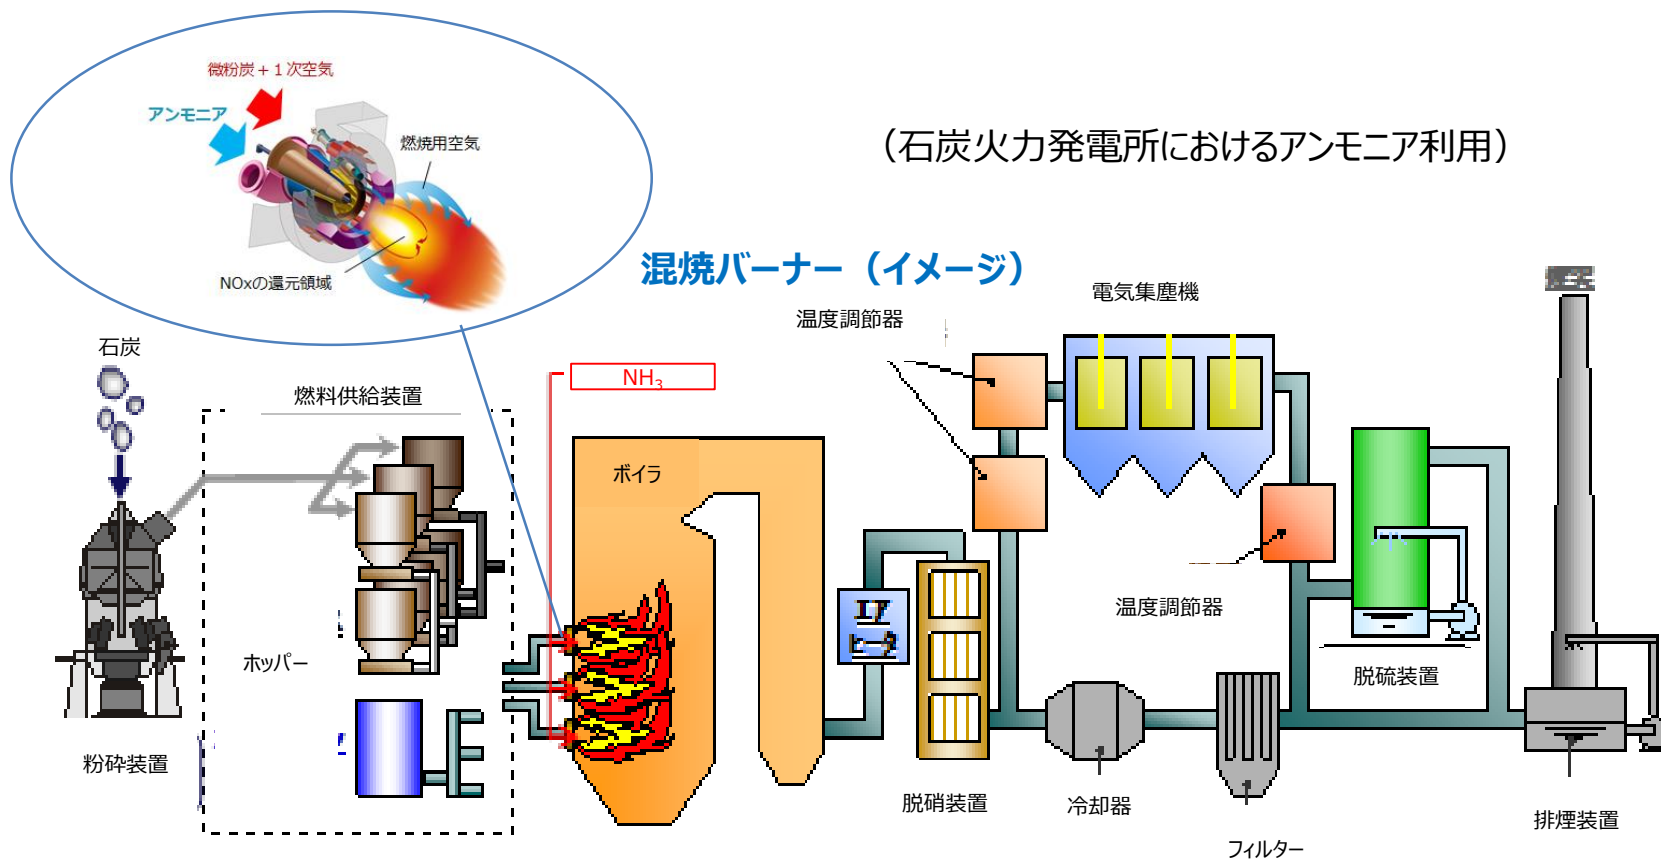 微粉炭+1次空気
アンモニア
燃焼用空気
NOxの還元領域
(石炭火力発電所におけるアンモニア利用)
混焼バーナー(イメージ)
電気集塵機
温度調節器
石炭
NH₃
燃料供給装置
ボイラ
エア
ヒータ
温度調節器
ホッパー
脱硫装置
粉砕装置
脱硝装置
冷却器
排煙装置
フィルター